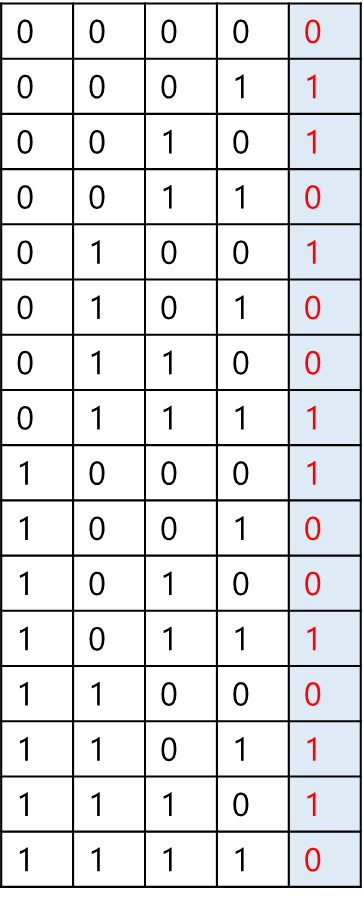 0 0 0 0 0
0 0 0 1 1
0 0 1 0 1
0 0 1 1 0
0 1 0 0 1
0 1 0 1 0
0 1 1 0 0
0 1 1 1 1
1 0 0 0 1
1 0 0 1 0
1 0 1 0 0
1 0 1 1 1
1 1 0 0 0
1 1 0 1 1
1 1 1 0 1
1 1 1 1 0